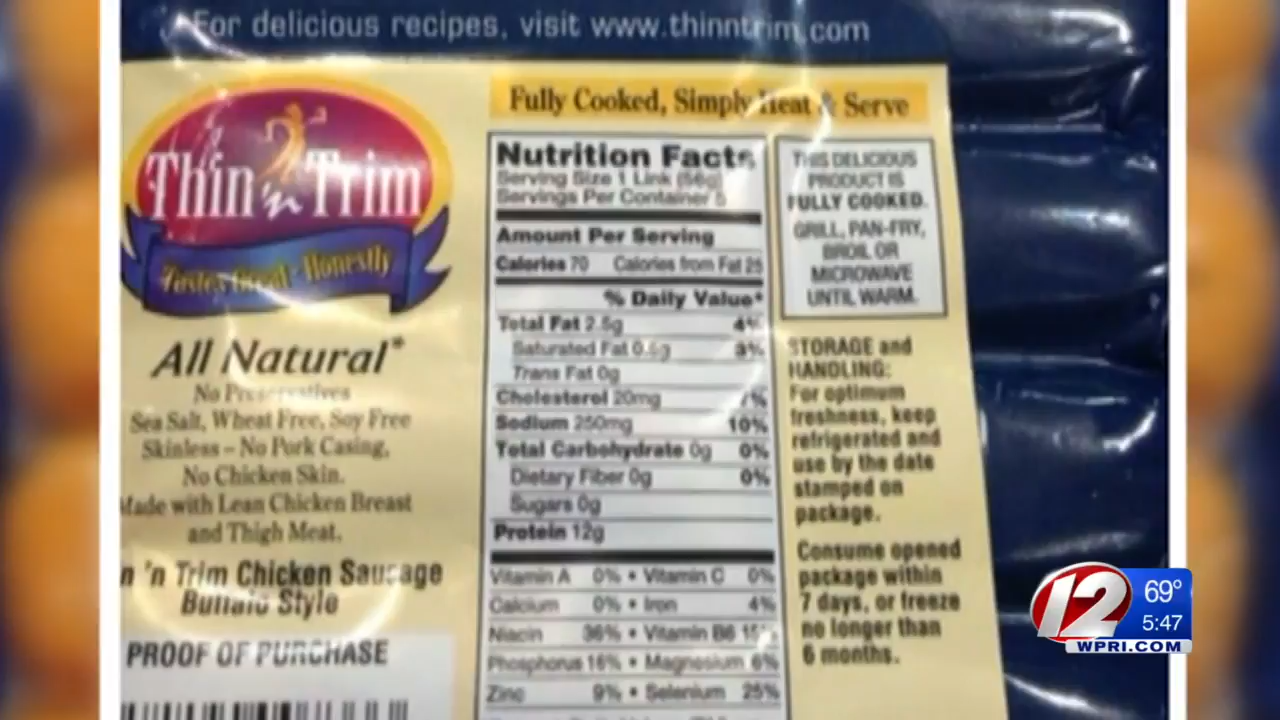 For delicious recipes, visit www.thinntrim.com
Thin 'n Trim
Tastes Great - Honestly
All Natural*
No Preservatives
Sea Salt, Wheat Free, Soy Free
Skinless – No Pork Casing,
No Chicken Skin.
Made with Lean Chicken Breast
and Thigh Meat.
n 'n Trim Chicken Sausage
Buffalo Style
PROOF OF PURCHASE
Fully Cooked, Simply Heat & Serve
Nutrition Facts
Serving Size 1 Link (56g)
Servings Per Container 5
Amount Per Serving
Calories 70 Calories from Fat 25
% Daily Value*
Total Fat 2.5g 4%
Saturated Fat 0.5g 3%
Trans Fat 0g
Cholesterol 20mg 7%
Sodium 250mg 10%
Total Carbohydrate 0g 0%
Dietary Fiber 0g 0%
Sugars 0g
Protein 12g
Vitamin A 0% • Vitamin C 0%
Calcium 0% • Iron 4%
Niacin 36% • Vitamin B6 15%
Phosphorus 16% • Magnesium 6%
Zinc 9% • Selenium 25%
THIS DELICIOUS
PRODUCT IS
FULLY COOKED.
GRILL, PAN-FRY,
BROIL OR
MICROWAVE
UNTIL WARM.
STORAGE and
HANDLING:
For optimum
freshness, keep
refrigerated and
use by the date
stamped on
package.
Consume opened
package within
7 days, or freeze
no longer than
6 months.
12
69°
5:47
WPRI.COM